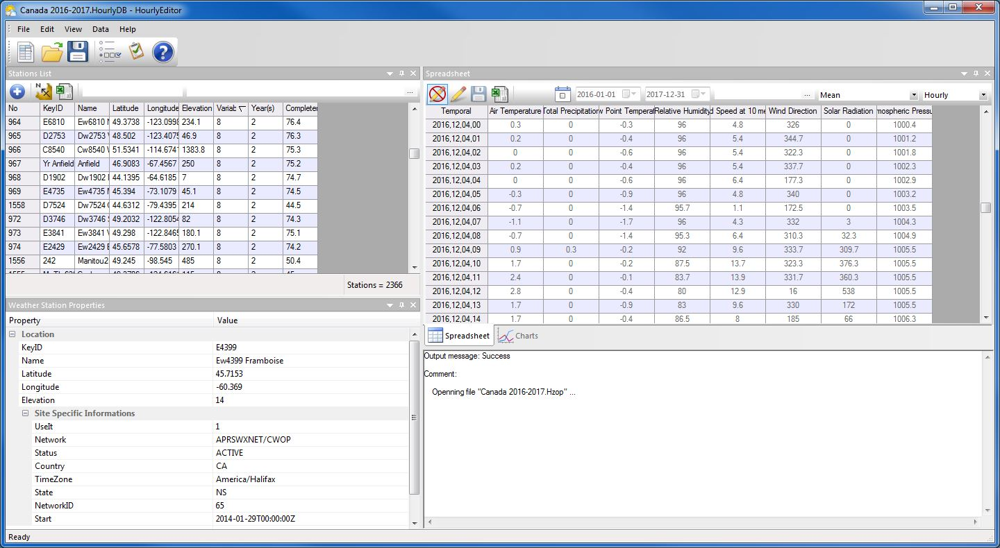 Canada 2016-2017.HourlyDB - HourlyEditor
File Edit View Data Help
Stations List
N
...
No KeyID Name Latitude Longitude Elevation Variab Year(s) Completer
964 E6810 Ew6810 49.3738 -123.0998 234.1 8 2 76.4
965 D2753 Dw2753 48.502 -123.4075 46.9 8 2 76.3
966 C8540 Cw8540 51.5341 -114.6741 1383.8 8 2 75.3
967 Yr Anfield Anfield 46.9083 -67.4567 250 8 2 75.2
968 D1902 Dw1902 44.1395 -64.6185 7 8 2 74.7
969 E4735 Ew4735 45.394 -73.1079 45.1 8 2 74.5
1558 D7524 Dw7524 44.6312 -79.4395 214 8 2 44.5
972 D3746 Dw3746 49.2032 -122.8054 82 8 2 74.3
973 E3841 Ew3841 49.298 -122.8465 180.1 8 2 75.1
974 E2429 Ew2429 45.6578 -77.5803 270.1 8 2 74.2
1556 242 Manitou2 49.245 -98.545 485 8 2 50.4
Stations = 2366
Weather Station Properties
Property Value
Location
KeyID E4399
Name Ew4399 Framboise
Latitude 45.7153
Longitude -60.369
Elevation 14
Site Specific Informations
UseIt 1
Network APRSWXNET/CWOP
Status ACTIVE
Country CA
TimeZone America/Halifax
State NS
NetworkID 65
Start 2014-01-29T00:00:00Z
Spreadsheet
2016-01-01 2017-12-31 ... Mean Hourly
Temporal Air Temperature Total Precipitation w Point Temperat Relative Humidity d Speed at 10 me Wind Direction Solar Radiation mospheric Pressu
2016,12,04,00 0.3 0 -0.3 96 4.8 326 0 1000.4
2016,12,04,01 0.2 0 -0.4 96 5.4 344.7 0 1001.2
2016,12,04,02 0 0 -0.6 96 5.4 322.3 0 1001.8
2016,12,04,03 0.2 0 -0.4 96 5.4 337.7 0 1002.3
2016,12,04,04 0 0 -0.6 96 6.4 177.3 0 1002.9
2016,12,04,05 -0.3 0 -0.9 96 4.8 340 0 1003.2
2016,12,04,06 -0.7 0 -1.4 95.7 1.1 172.5 0 1003.5
2016,12,04,07 -1.1 0 -1.7 96 4.3 332 3 1004.3
2016,12,04,08 -0.7 0 -1.4 95.3 6.4 310.3 32.3 1004.9
2016,12,04,09 0.9 0.3 -0.2 92 9.6 333.7 309.7 1005.5
2016,12,04,10 1.7 0 -0.2 87.5 13.7 323.3 376.3 1005.5
2016,12,04,11 2.4 0 -0.1 83.7 13.9 331.7 360.3 1005.5
2016,12,04,12 2.8 0 -0.4 80 12.9 16 538 1005.5
2016,12,04,13 1.7 0 -0.9 83 9.6 330 172 1005.5
2016,12,04,14 1.7 0 -0.4 86.5 8 185 66 1006.3
Spreadsheet Charts
Output message: Success
Comment:
Openning file "Canada 2016-2017.Hzop" ...
Ready